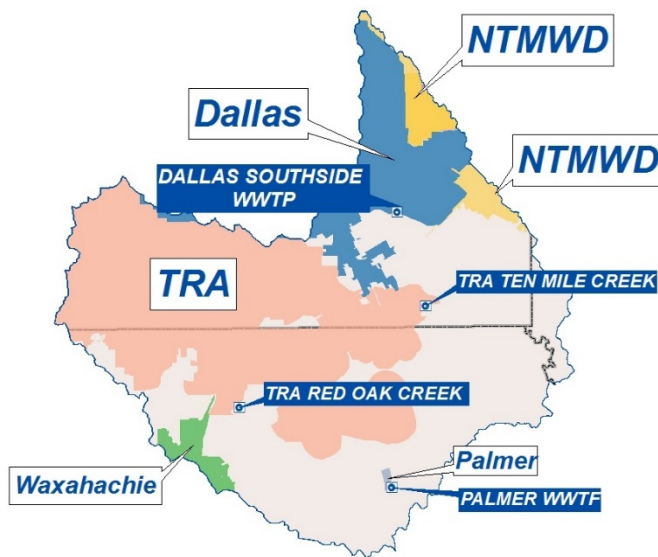 NTMWD
Dallas
NTMWD
DALLAS SOUTHSIDE
WWTP
TRA
TRA TEN MILE CREEK
TRA RED OAK CREEK
Palmer
Waxahachie
PALMER WWTF